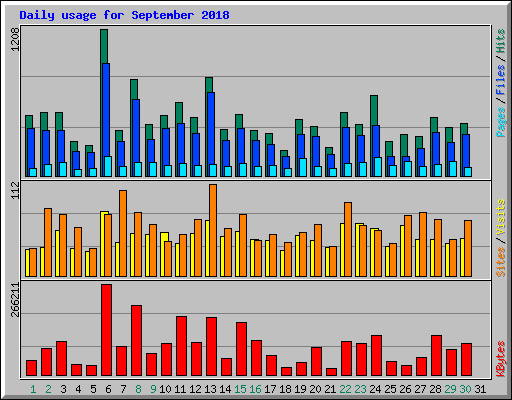 Daily usage for September 2018
1208
Pages / Files / Hits
112
Sites / Visits
266211
KBytes
1 2 3 4 5 6 7 8 9 10 11 12 13 14 15 16 17 18 19 20 21 22 23 24 25 26 27 28 29 30 31